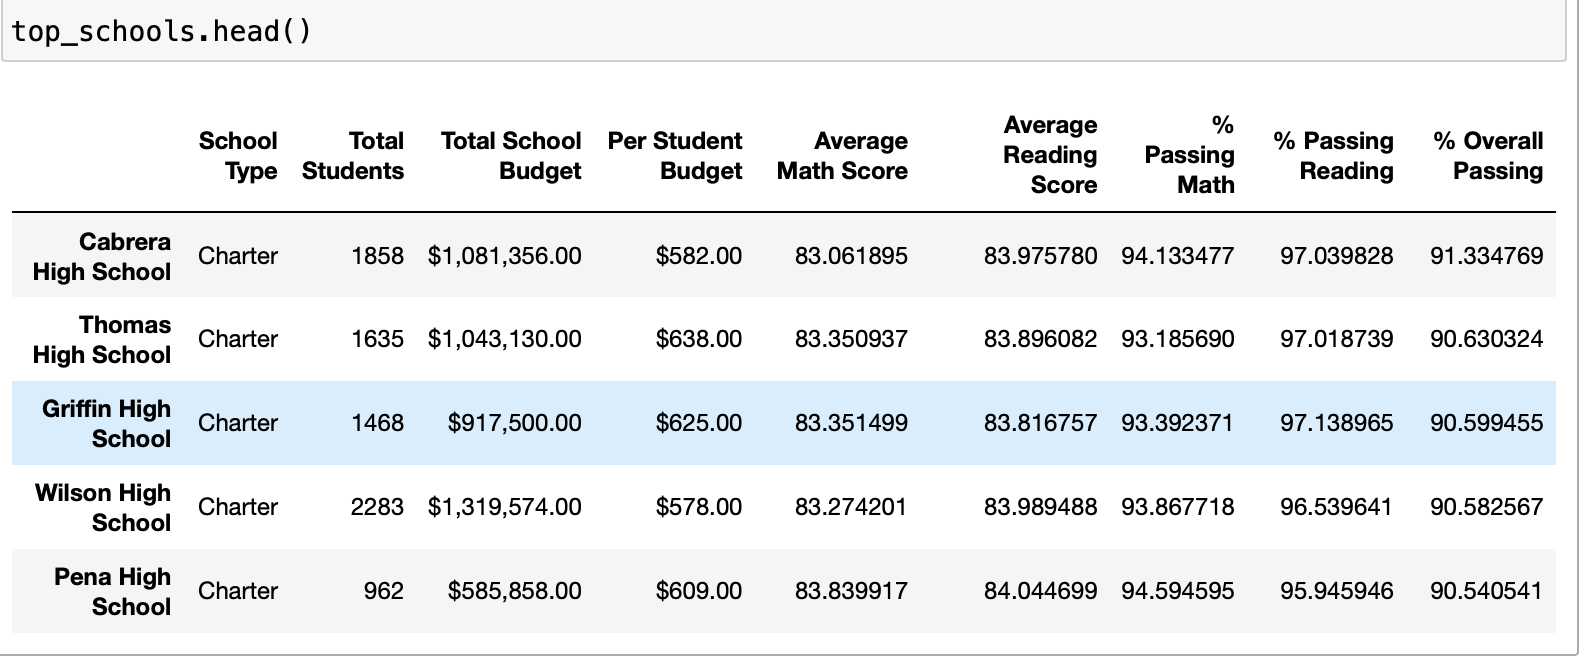 top_schools.head()
School Type Total Students Total School Budget Per Student Budget Average Math Score Average Reading Score % Passing Math % Passing Reading % Overall Passing
Cabrera High School Charter 1858 $1,081,356.00 $582.00 83.061895 83.975780 94.133477 97.039828 91.334769
Thomas High School Charter 1635 $1,043,130.00 $638.00 83.350937 83.896082 93.185690 97.018739 90.630324
Griffin High School Charter 1468 $917,500.00 $625.00 83.351499 83.816757 93.392371 97.138965 90.599455
Wilson High School Charter 2283 $1,319,574.00 $578.00 83.274201 83.989488 93.867718 96.539641 90.582567
Pena High School Charter 962 $585,858.00 $609.00 83.839917 84.044699 94.594595 95.945946 90.540541